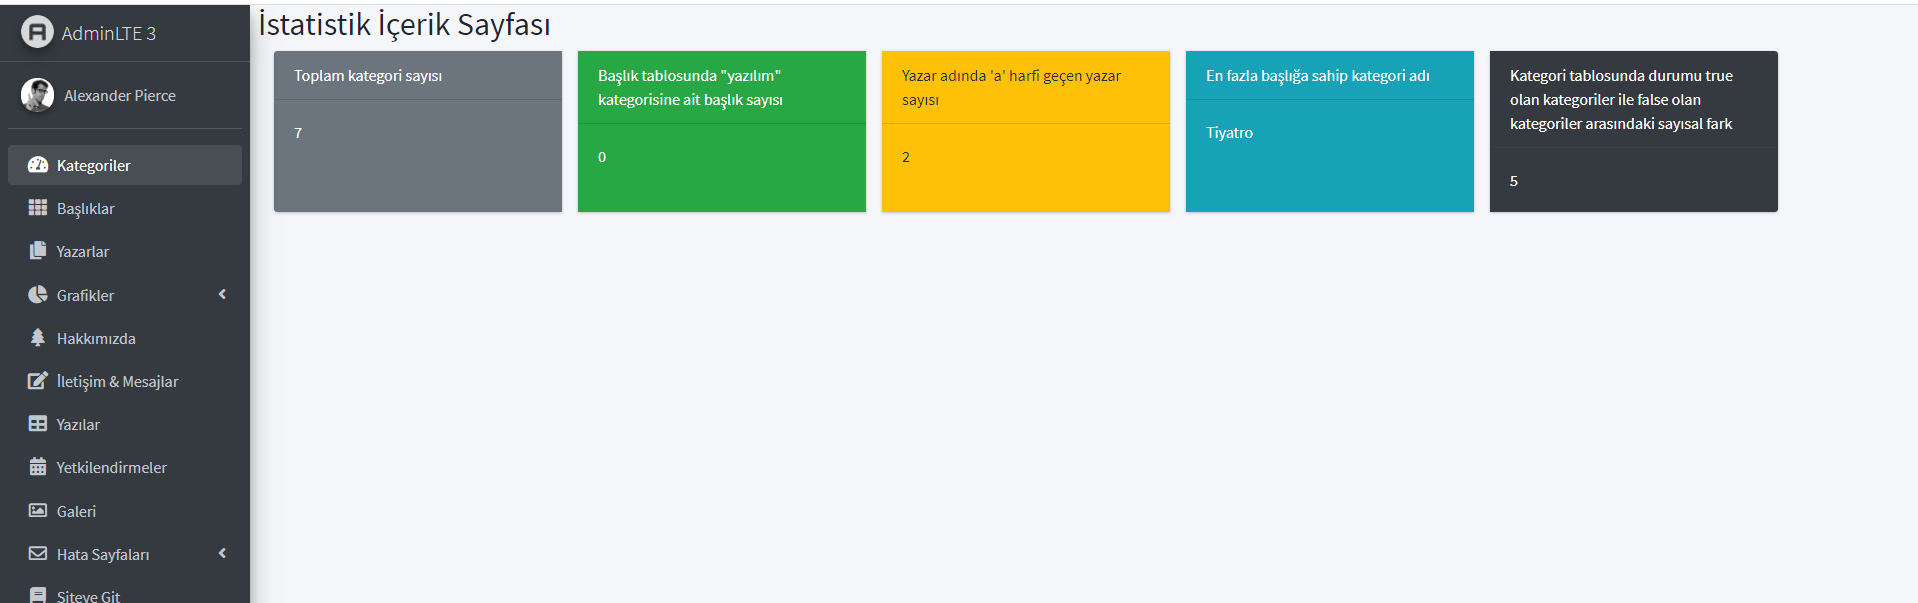 AdminLTE 3
Alexander Pierce
Kategoriler
Başlıklar
Yazarlar
Grafikler
Hakkımızda
İletişim & Mesajlar
Yazılar
Yetkilendirmeler
Galeri
Hata Sayfaları
Siteye Git
İstatistik İçerik Sayfası
Toplam kategori sayısı
7
Başlık tablosunda "yazılım"
kategorisine ait başlık sayısı
0
Yazar adında 'a' harfi geçen yazar
sayısı
2
En fazla başlığa sahip kategori adı
Tiyatro
Kategori tablosunda durumu true
olan kategoriler ile false olan
kategoriler arasındaki sayısal fark
5